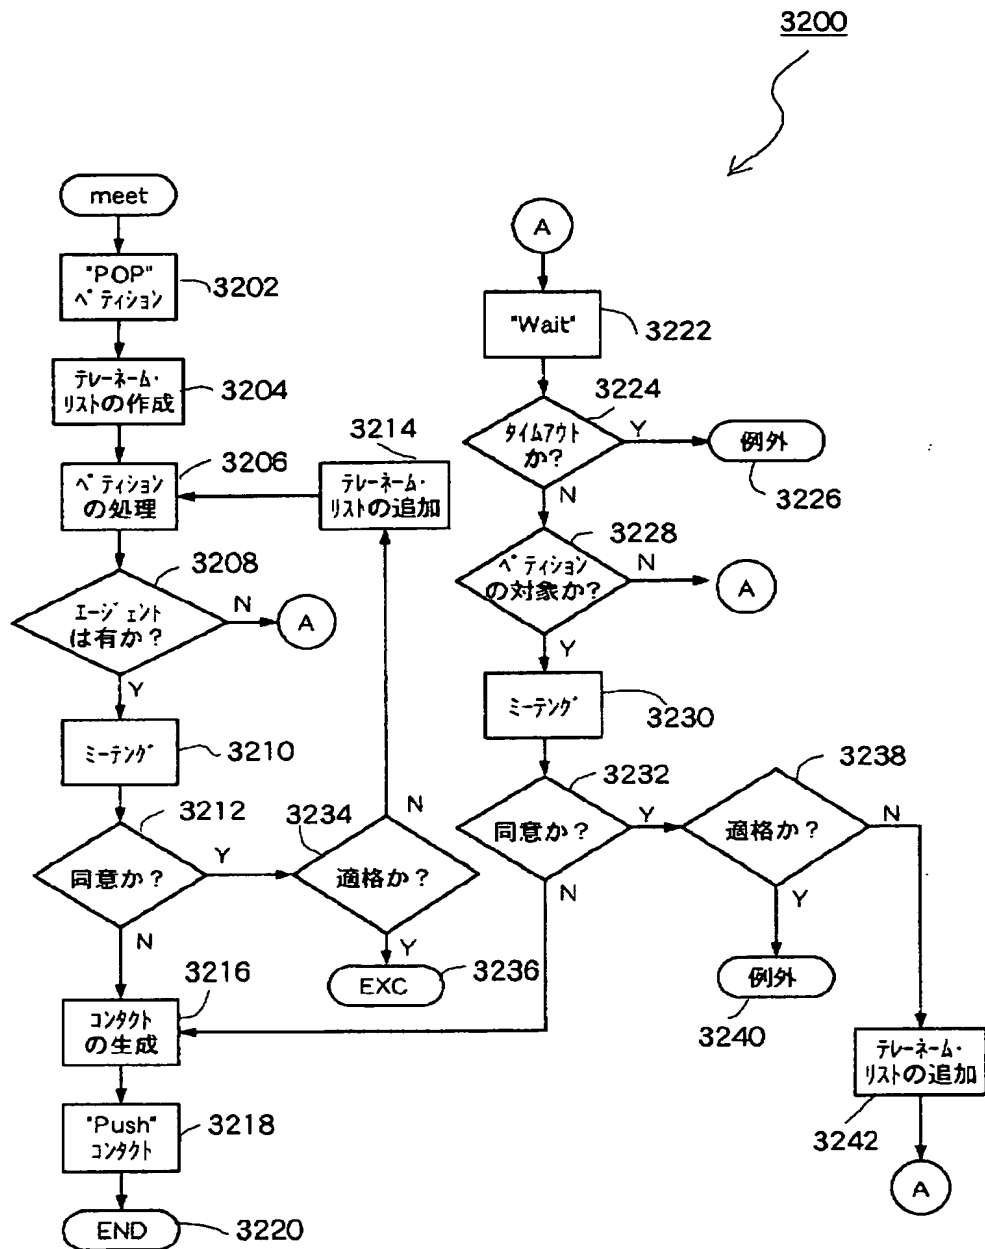 3200
meet
"POP"
ペティション
3202
テレーネーム・
リストの作成
3204
ペティション
の処理
3206
3214
テレーネーム・
リストの追加
3208
エージェント
は有か?
N
A
Y
ミーテング
3210
3212
同意か?
Y
N
3234
適格か?
N
Y
EXC
3236
3216
コンタクト
の生成
"Push"
コンタクト
3218
END
3220
A
"Wait"
3222
3224
タイムアウト
か?
Y
例外
3226
N
3228
ペティション
の対象か?
N
A
Y
ミーテング
3230
3232
同意か?
Y
N
3238
適格か?
N
Y
例外
3240
テレーネーム・
リストの追加
3242
A